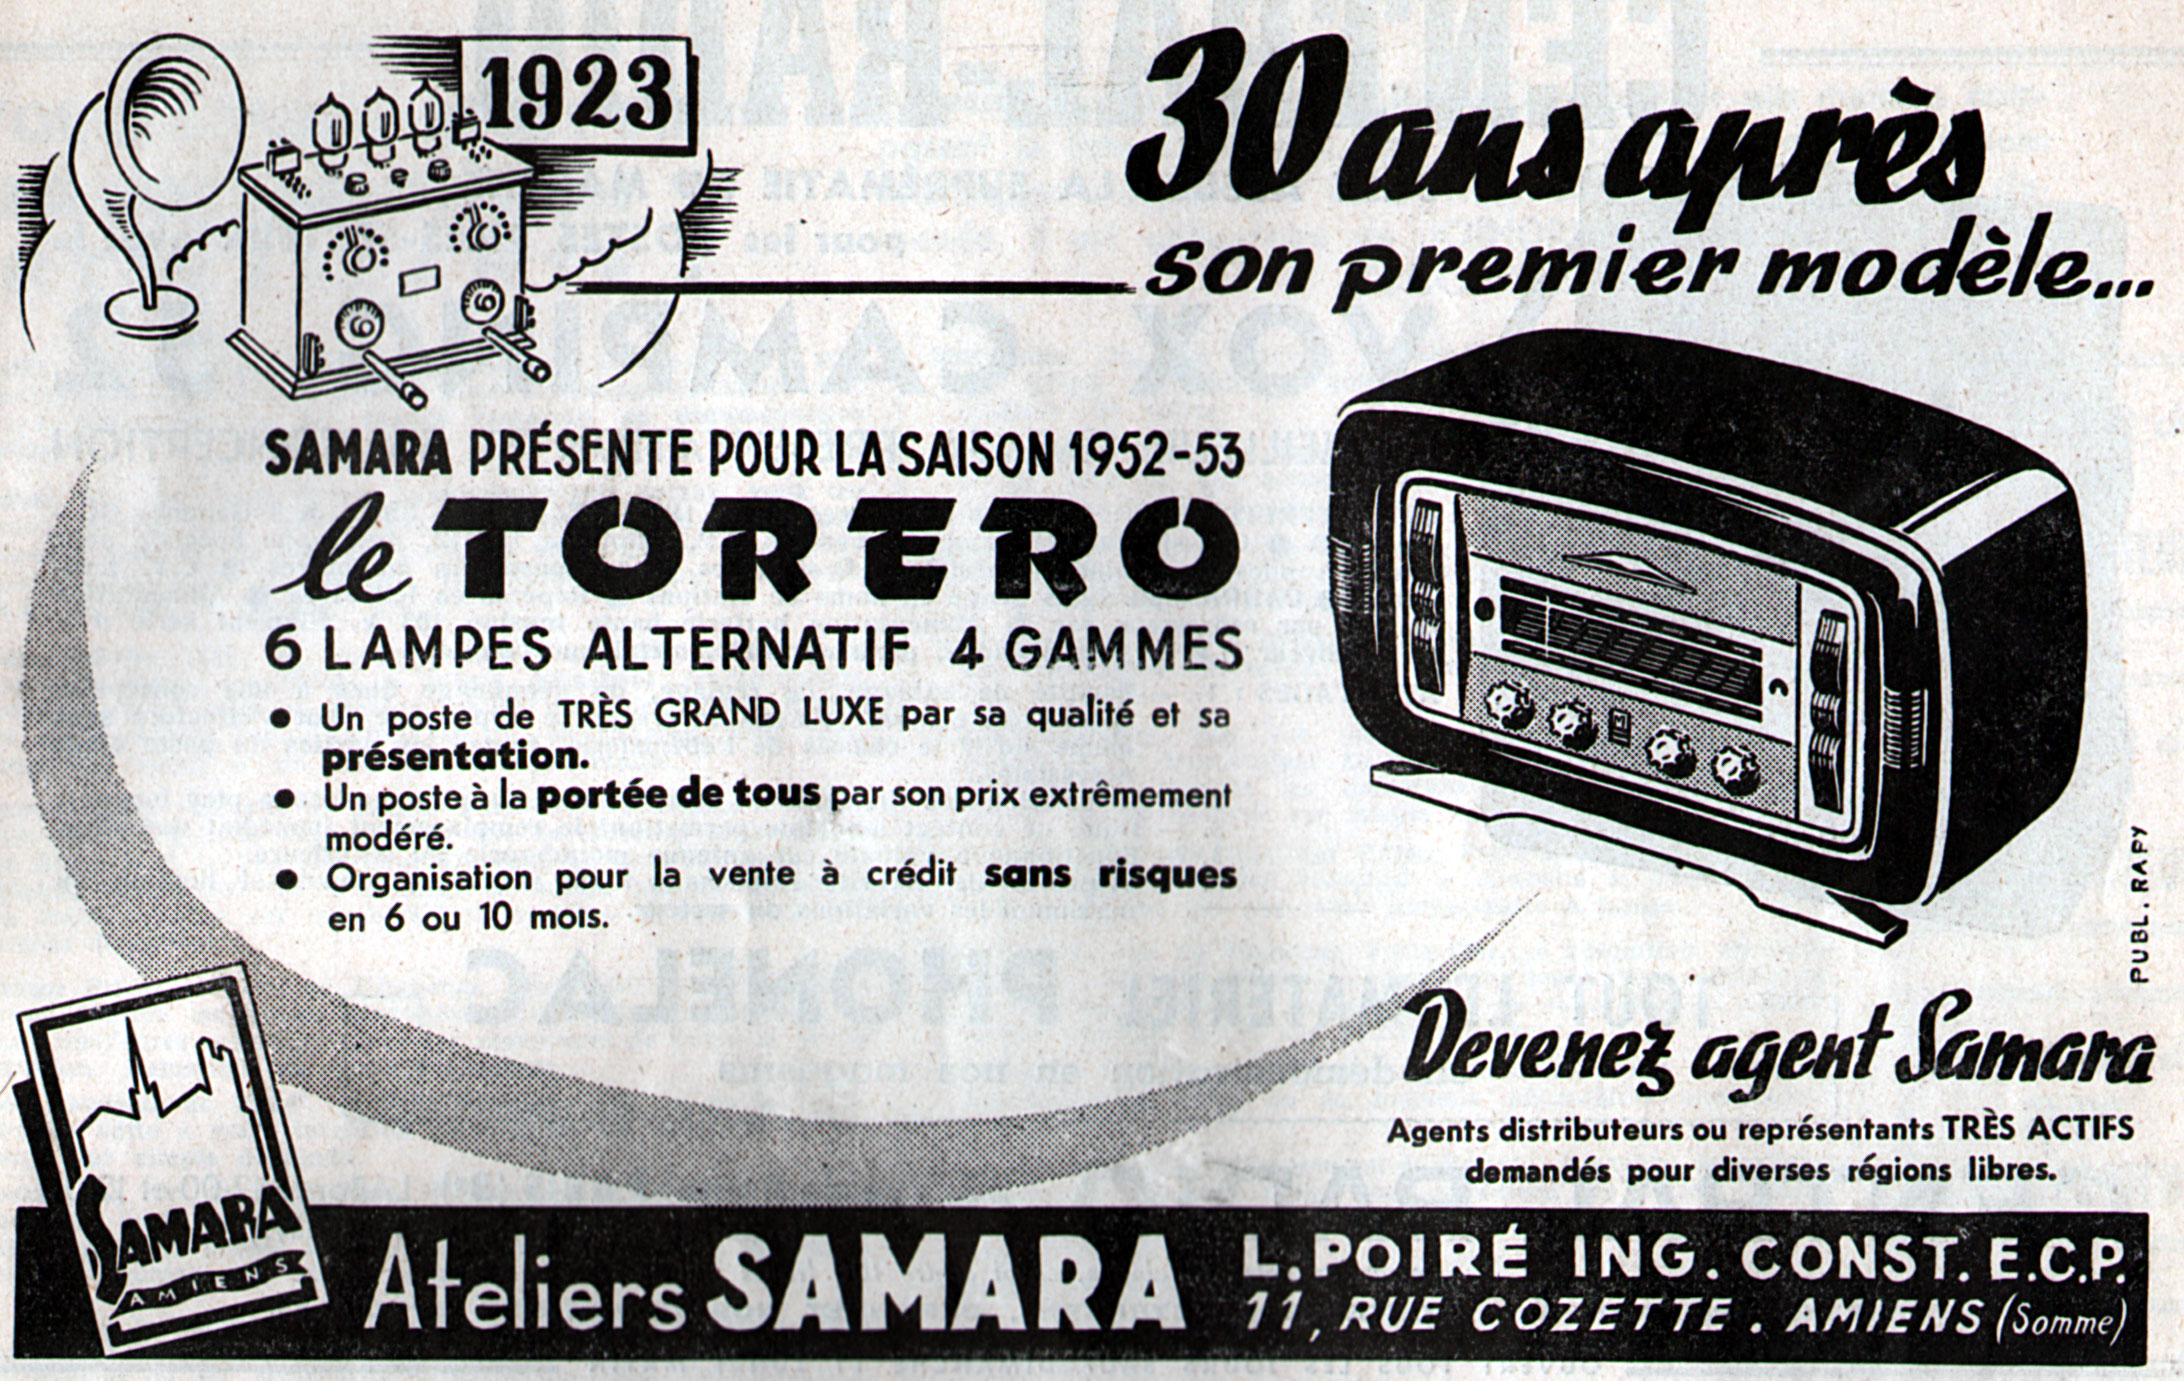 1923
30 ans après
son premier modèle...
SAMARA PRÉSENTE POUR LA SAISON 1952-53
le TORERO
6 LAMPES ALTERNATIF 4 GAMMES
• Un poste de TRÈS GRAND LUXE par sa qualité et sa
présentation.
• Un poste à la portée de tous par son prix extrêmement
modéré.
• Organisation pour la vente à crédit sans risques
en 6 ou 10 mois.
PUBL. RAPY
Devenez agent Samara
Agents distributeurs ou représentants TRÈS ACTIFS
demandés pour diverses régions libres.
SAMARA
AMIENS
Ateliers SAMARA
L. POIRÉ ING. CONST. E.C.P.
11, RUE COZETTE . AMIENS (Somme)